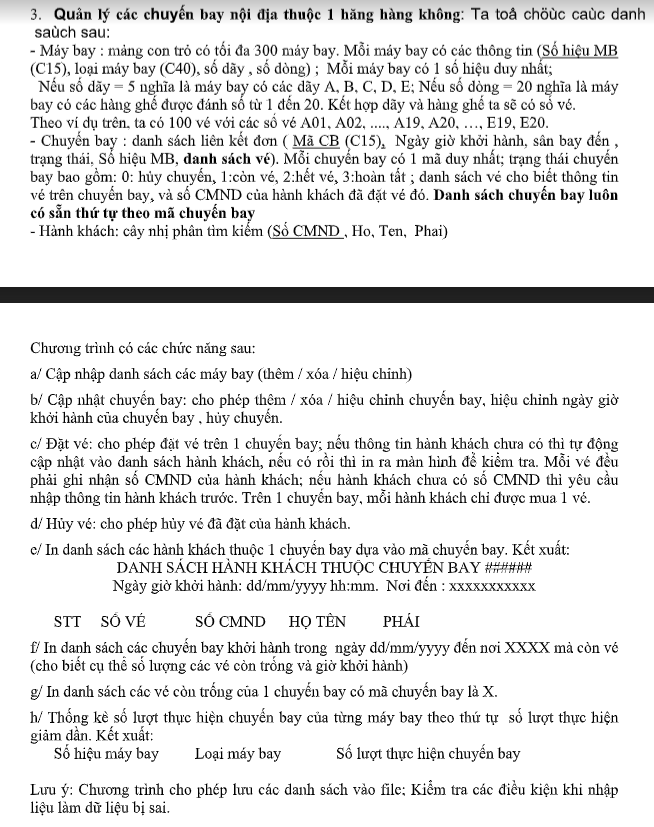 3. Quản lý các chuyến bay nội địa thuộc 1 hãng hàng không: Ta toå chöùc caùc danh
saùch sau:
- Máy bay : mảng con trỏ có tối đa 300 máy bay. Mỗi máy bay có các thông tin (Số hiệu MB
(C15), loại máy bay (C40), số dãy , số dòng) ; Mỗi máy bay có 1 số hiệu duy nhất;
Nếu số dãy = 5 nghĩa là máy bay có các dãy A, B, C, D, E; Nếu số dòng = 20 nghĩa là máy
bay có các hàng ghế được đánh số từ 1 đến 20. Kết hợp dãy và hàng ghế ta sẽ có số vé.
Theo ví dụ trên, ta có 100 vé với các số vé A01, A02, ...., A19, A20, …, E19, E20.
- Chuyến bay : danh sách liên kết đơn ( Mã CB (C15), Ngày giờ khởi hành, sân bay đến ,
trạng thái, Số hiệu MB, danh sách vé). Mỗi chuyến bay có 1 mã duy nhất; trạng thái chuyến
bay bao gồm: 0: hủy chuyến, 1:còn vé, 2:hết vé, 3:hoàn tất ; danh sách vé cho biết thông tin
vé trên chuyến bay, và số CMND của hành khách đã đặt vé đó. Danh sách chuyến bay luôn
có sẵn thứ tự theo mã chuyến bay
- Hành khách: cây nhị phân tìm kiếm (Số CMND , Ho, Ten, Phai)
Chương trình có các chức năng sau:
a/ Cập nhập danh sách các máy bay (thêm / xóa / hiệu chỉnh)
b/ Cập nhật chuyến bay: cho phép thêm / xóa / hiệu chỉnh chuyến bay, hiệu chỉnh ngày giờ
khởi hành của chuyến bay , hủy chuyến.
c/ Đặt vé: cho phép đặt vé trên 1 chuyến bay; nếu thông tin hành khách chưa có thì tự động
cập nhật vào danh sách hành khách, nếu có rồi thì in ra màn hình để kiểm tra. Mỗi vé đều
phải ghi nhận số CMND của hành khách; nếu hành khách chưa có số CMND thì yêu cầu
nhập thông tin hành khách trước. Trên 1 chuyến bay, mỗi hành khách chỉ được mua 1 vé.
d/ Hủy vé: cho phép hủy vé đã đặt của hành khách.
e/ In danh sách các hành khách thuộc 1 chuyến bay dựa vào mã chuyến bay. Kết xuất:
DANH SÁCH HÀNH KHÁCH THUỘC CHUYẾN BAY ######
Ngày giờ khởi hành: dd/mm/yyyy hh:mm. Nơi đến : xxxxxxxxxxx
STT SỐ VÉ SỐ CMND HỌ TÊN PHÁI
f/ In danh sách các chuyến bay khởi hành trong ngày dd/mm/yyyy đến nơi XXXX mà còn vé
(cho biết cụ thể số lượng các vé còn trống và giờ khởi hành)
g/ In danh sách các vé còn trống của 1 chuyến bay có mã chuyến bay là X.
h/ Thống kê số lượt thực hiện chuyến bay của từng máy bay theo thứ tự số lượt thực hiện
giảm dần. Kết xuất:
Số hiệu máy bay Loại máy bay Số lượt thực hiện chuyến bay
Lưu ý: Chương trình cho phép lưu các danh sách vào file; Kiểm tra các điều kiện khi nhập
liệu làm dữ liệu bị sai.